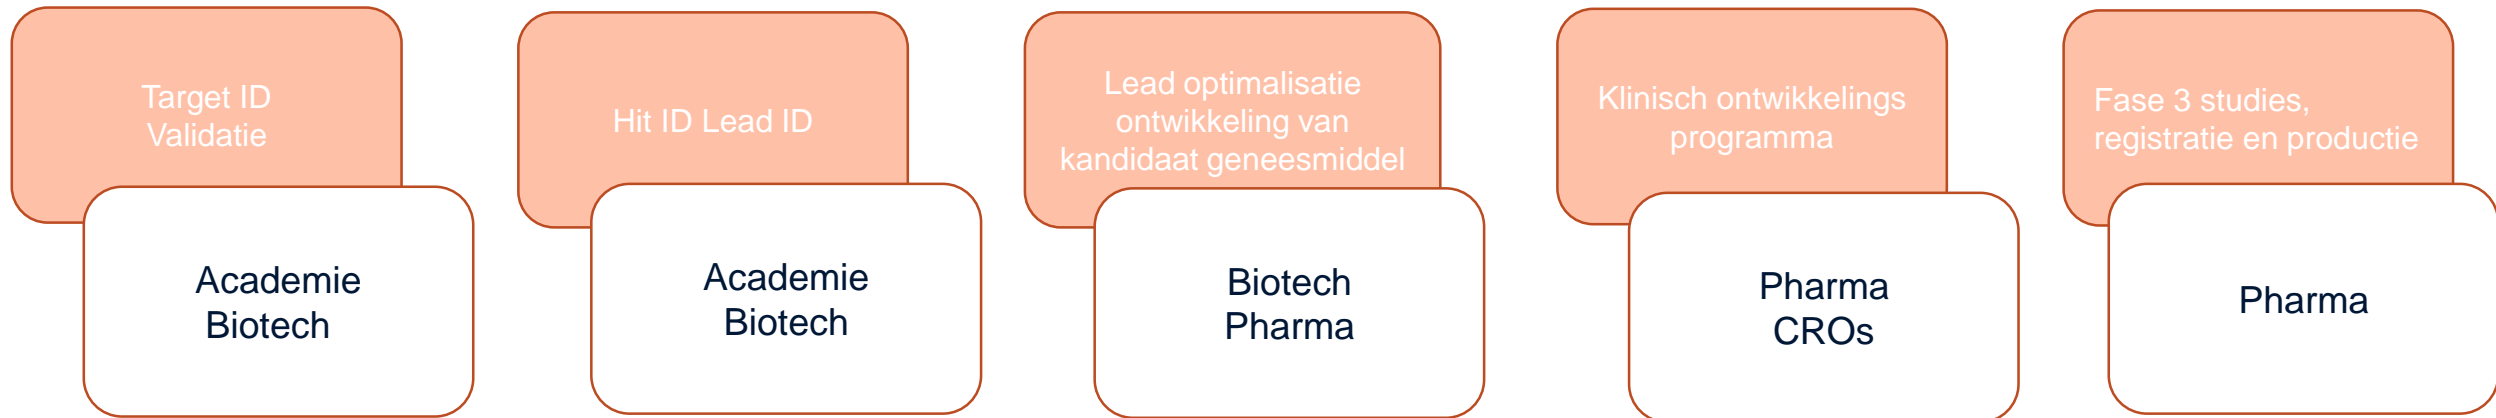 Target ID
Validatie
Academie
Biotech
Hit ID Lead ID
Academie
Biotech
Lead optimalisatie
ontwikkeling van
kandidaat geneesmiddel
Biotech
Pharma
Klinisch ontwikkelings
programma
Pharma
CROs
Fase 3 studies,
registratie en productie
Pharma